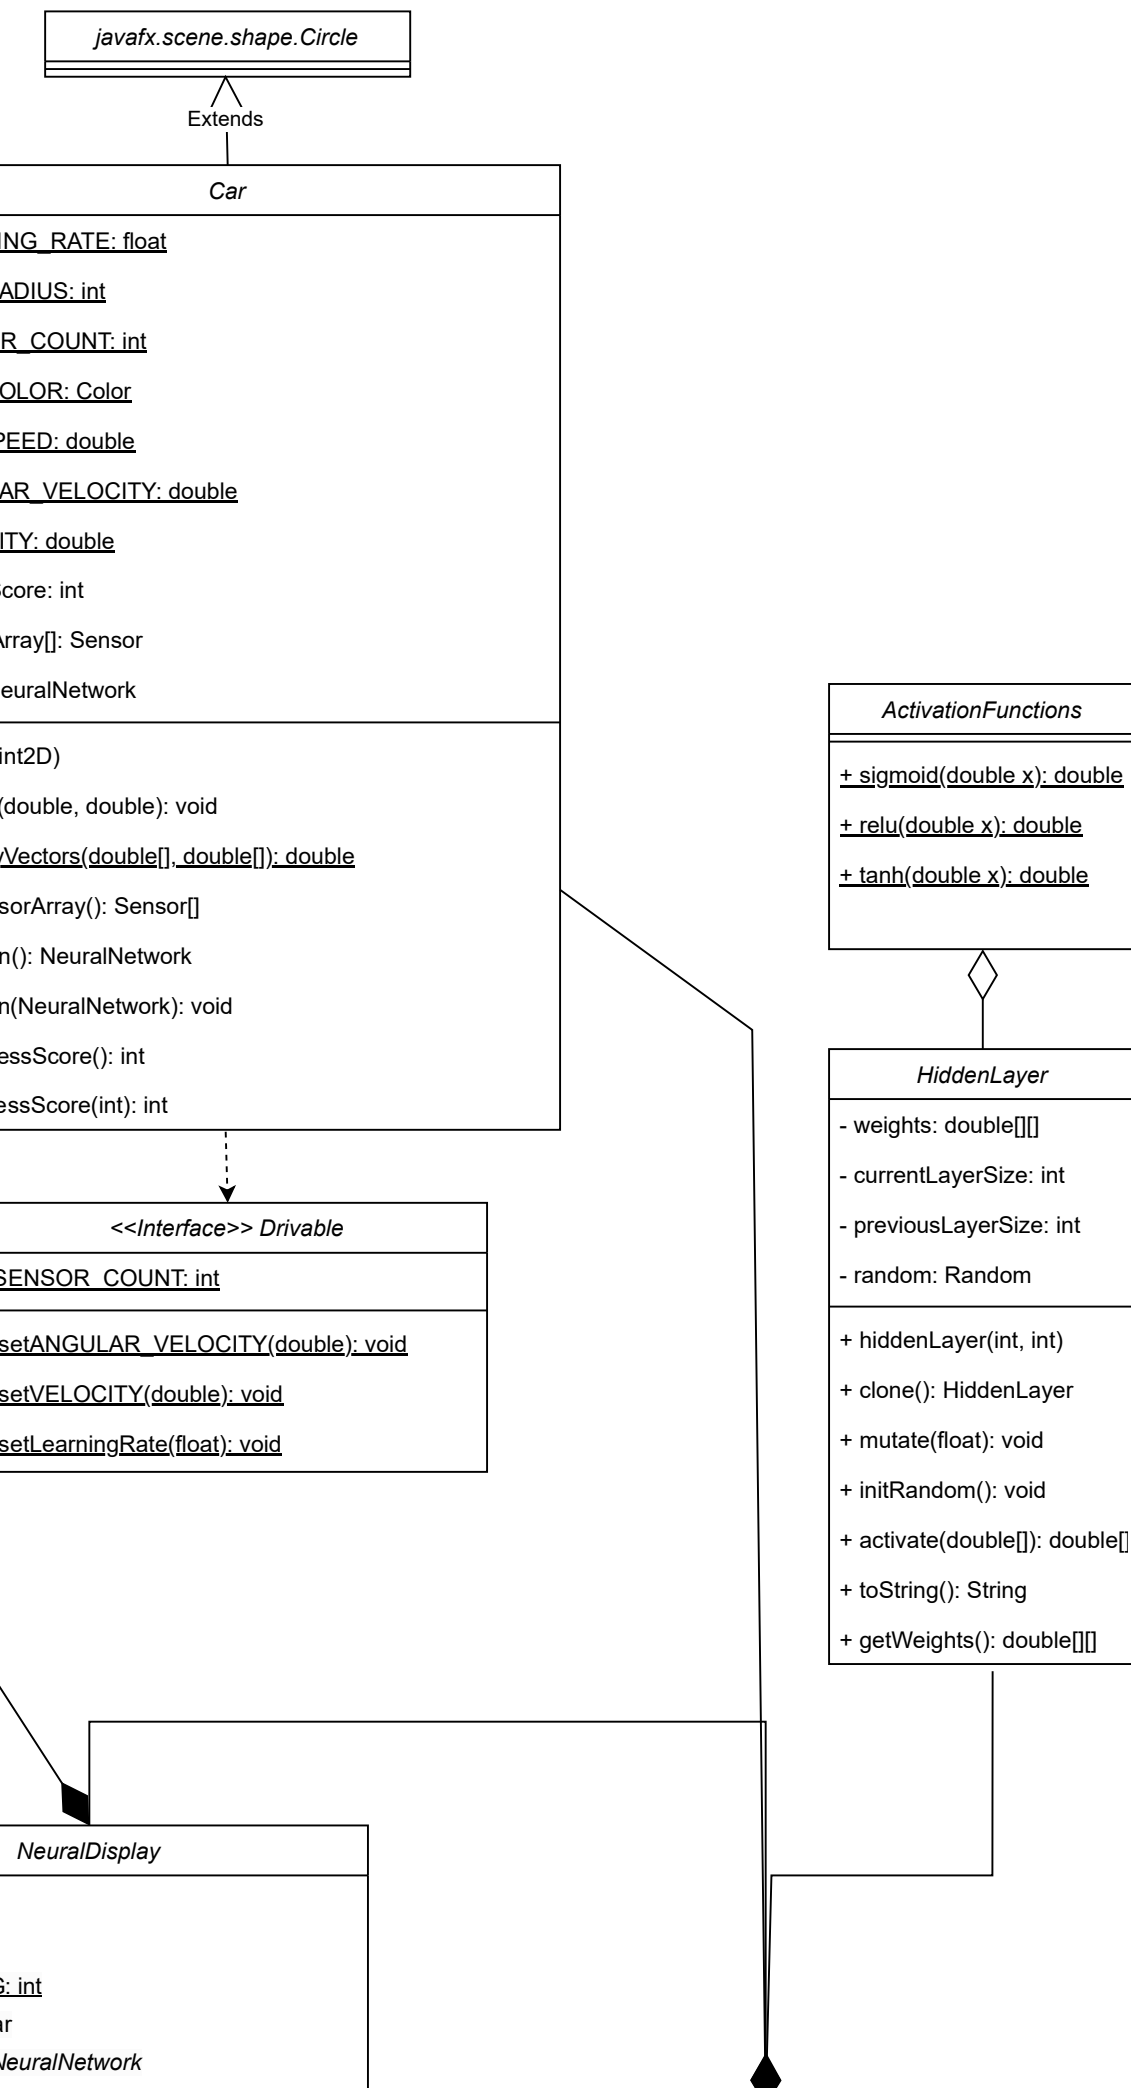 javafx.scene.shape.Circle
Extends
Car
ING_RATE: float
ADIUS: int
R_COUNT: int
OLOR: Color
PEED: double
AR_VELOCITY: double
ITY: double
core: int
Array[]: Sensor
euralNetwork
int2D)
(double, double): void
yVectors(double[], double[]): double
sorArray(): Sensor[]
n(): NeuralNetwork
n(NeuralNetwork): void
essScore(): int
essScore(int): int
<<Interface>> Drivable
SENSOR_COUNT: int
setANGULAR_VELOCITY(double): void
setVELOCITY(double): void
setLearningRate(float): void
ActivationFunctions
+ sigmoid(double x): double
+ relu(double x): double
+ tanh(double x): double
HiddenLayer
- weights: double[][]
- currentLayerSize: int
- previousLayerSize: int
- random: Random
+ hiddenLayer(int, int)
+ clone(): HiddenLayer
+ mutate(float): void
+ initRandom(): void
+ activate(double[]): double[]
+ toString(): String
+ getWeights(): double[][]
NeuralDisplay
G: int
ar
NeuralNetwork